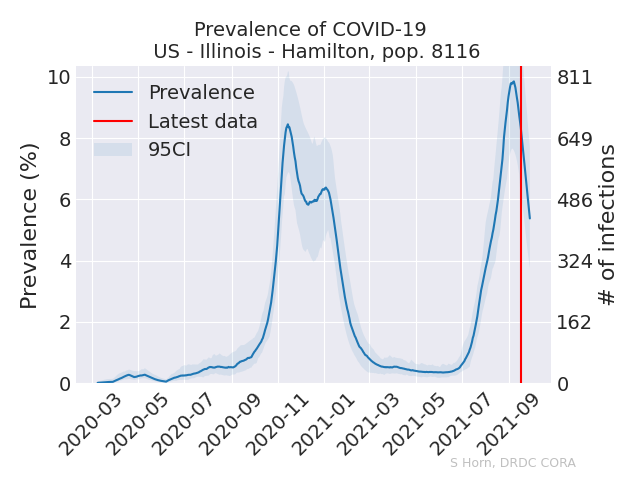 Prevalence of COVID-19
US - Illinois - Hamilton, pop. 8116
Prevalence (%)
10
8
6
4
2
0
Prevalence
Latest data
95CI
811
649
486
324
162
0
# of infections
2020-03
2020-05
2020-07
2020-09
2020-11
2021-01
2021-03
2021-05
2021-07
2021-09
S Horn, DRDC CORA